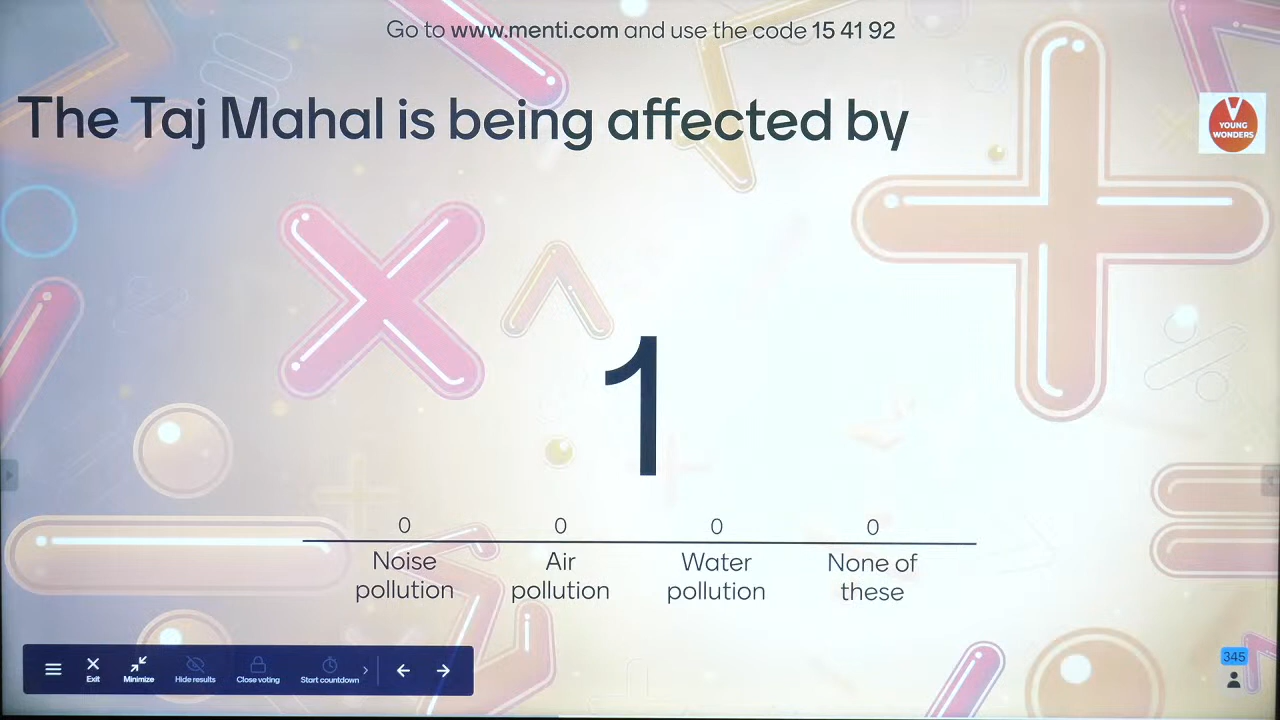 Go to www.menti.com and use the code 15 41 92
The Taj Mahal is being affected by
YOUNG
WONDERS
1
0
0
0
0
Noise
pollution
Air
pollution
Water
pollution
None of
these
Exit
Minimize
Hide results
Close voting
Start countdown
345